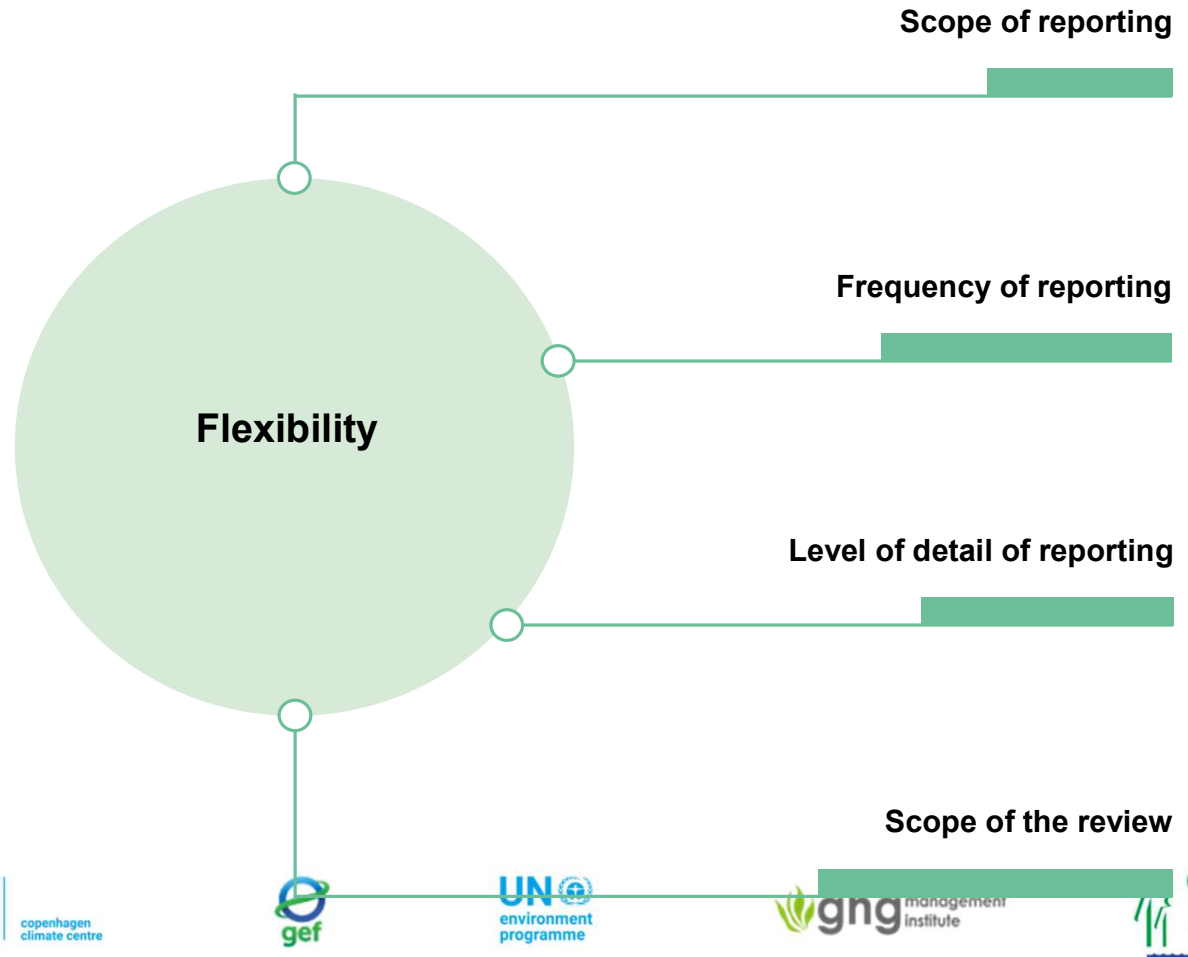 Scope of reporting
Frequency of reporting
Flexibility
Level of detail of reporting
Scope of the review
copenhagen
climate centre
gef
UN
environment
programme
management
institute